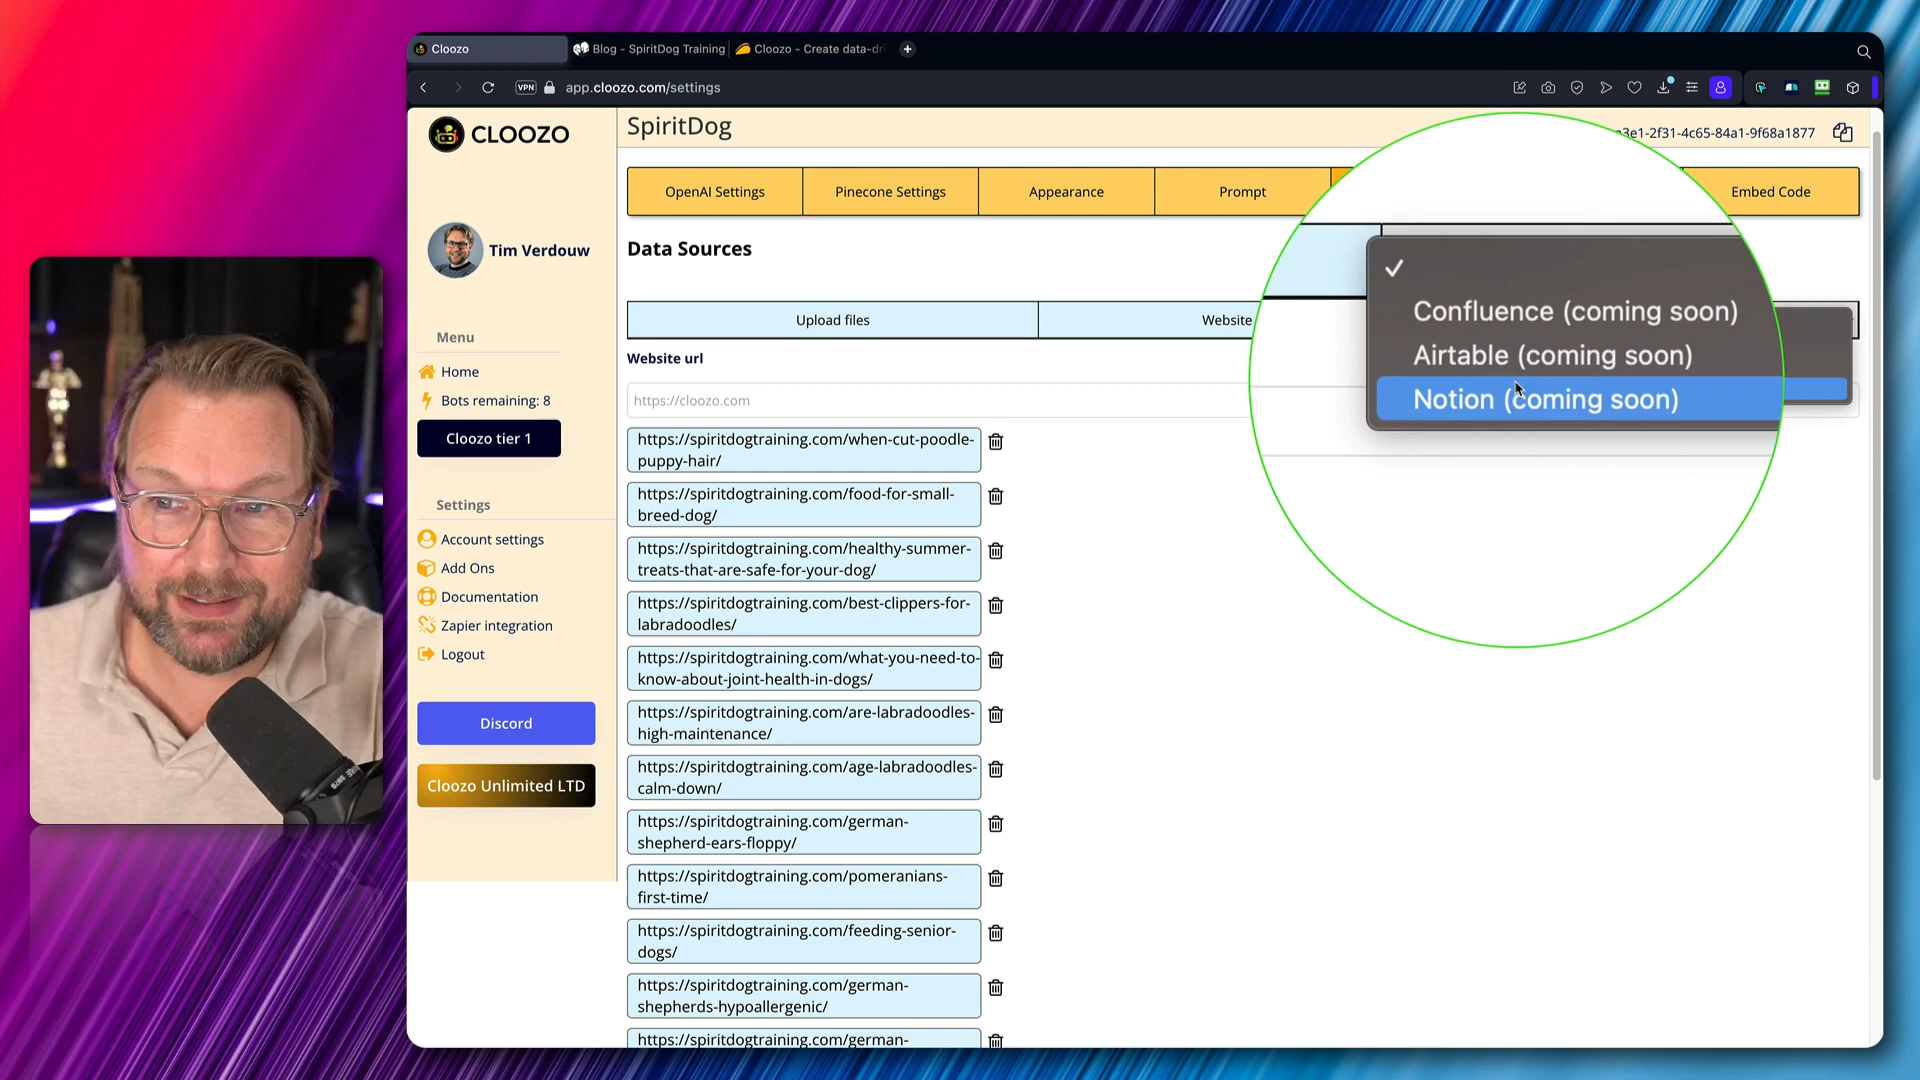 Cloozo
Blog - SpiritDog Training
Cloozo - Create data-dri
VPN
app.cloozo.com/settings
CLOOZO
SpiritDog
3e1-2f31-4c65-84a1-9f68a1877
OpenAI Settings
Pinecone Settings
Appearance
Prompt
Embed Code
Tim Verdouw
Data Sources
Confluence (coming soon)
Airtable (coming soon)
Notion (coming soon)
Upload files
Website
Website url
https://cloozo.com
Menu
Home
Bots remaining: 8
Cloozo tier 1
Settings
Account settings
Add Ons
Documentation
Zapier integration
Logout
Discord
Cloozo Unlimited LTD
https://spiritdogtraining.com/when-cut-poodle-
puppy-hair/
https://spiritdogtraining.com/food-for-small-
breed-dog/
https://spiritdogtraining.com/healthy-summer-
treats-that-are-safe-for-your-dog/
https://spiritdogtraining.com/best-clippers-for-
labradoodles/
https://spiritdogtraining.com/what-you-need-to-
know-about-joint-health-in-dogs/
https://spiritdogtraining.com/are-labradoodles-
high-maintenance/
https://spiritdogtraining.com/age-labradoodles-
calm-down/
https://spiritdogtraining.com/german-
shepherd-ears-floppy/
https://spiritdogtraining.com/pomeranians-
first-time/
https://spiritdogtraining.com/feeding-senior-
dogs/
https://spiritdogtraining.com/german-
shepherds-hypoallergenic/
https://spiritdogtraining.com/german-